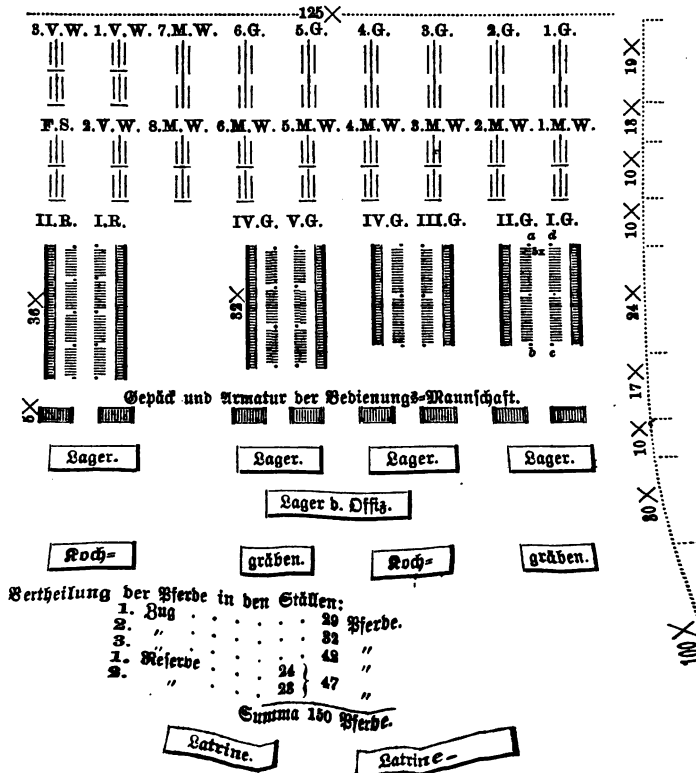 125×
3.V.W. 1.V.W. 7.M.W. 6.G. 5.G. 4.G. 3.G. 2.G. 1.G.
19×
F.S. 2.V.W. 8.M.W. 6.M.W. 5.M.W. 4.M.W. 3.M.W. 2.M.W. 1.M.W.
18×
10×
II.R. I.R. IV.G. V.G. IV.G. III.G. II.G. I.G.
10×
a d
5x
36× 32× 24×
b c
Gepäck und Armatur der Bedienungs-Mannschaft.
17×
5×
10×
Lager. Lager. Lager. Lager.
Lager d. Offiz.
80×
Koch= gräben. Koch= gräben.
Vertheilung der Pferde in den Ställen:
1. Zug . . . . . . 29 Pferde.
2. " . . . . . . 32 "
3. " . . . . . . 42 "
1. Reserve . . . . 24 } 47 "
2. " . . . . 23
Summa 150 Pferde.
100×
Latrine. Latrine-